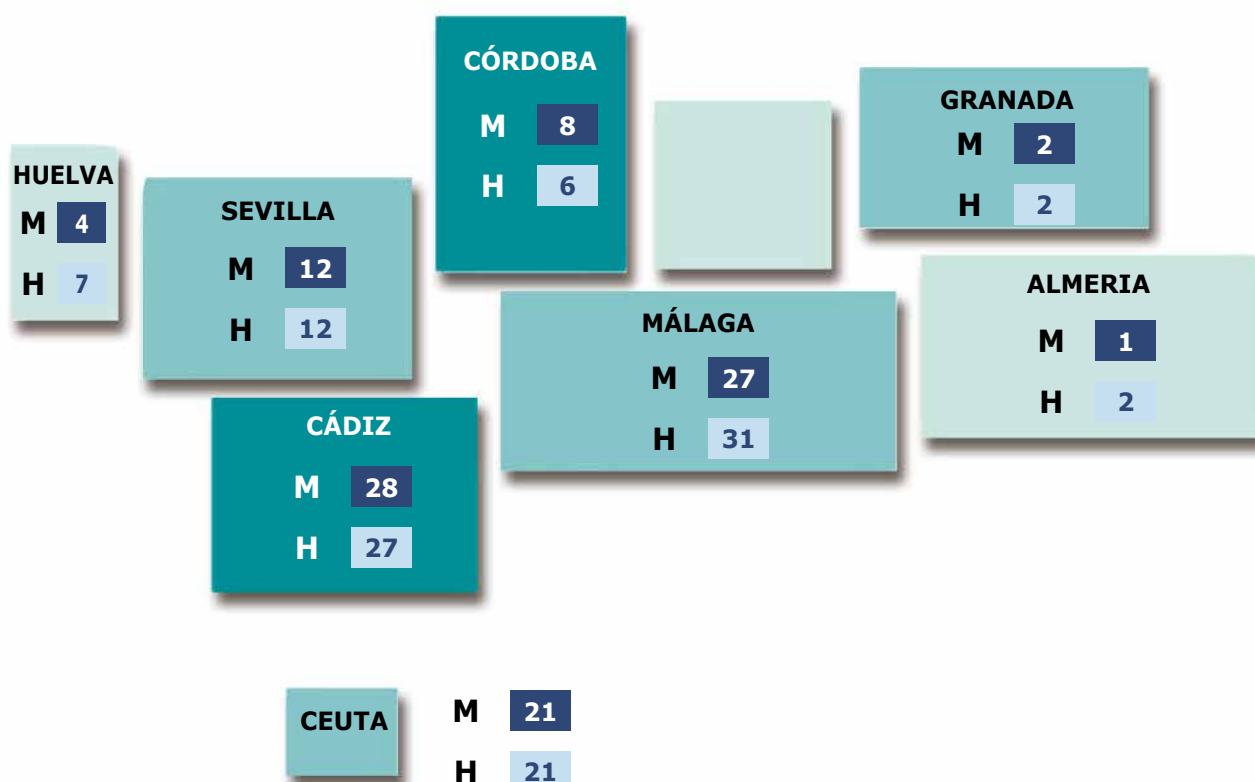 CÓRDOBA
M 8
H 6
GRANADA
M 2
H 2
HUELVA
M 4
H 7
SEVILLA
M 12
H 12
MÁLAGA
M 27
H 31
ALMERIA
M 1
H 2
CÁDIZ
M 28
H 27
CEUTA
M 21
H 21